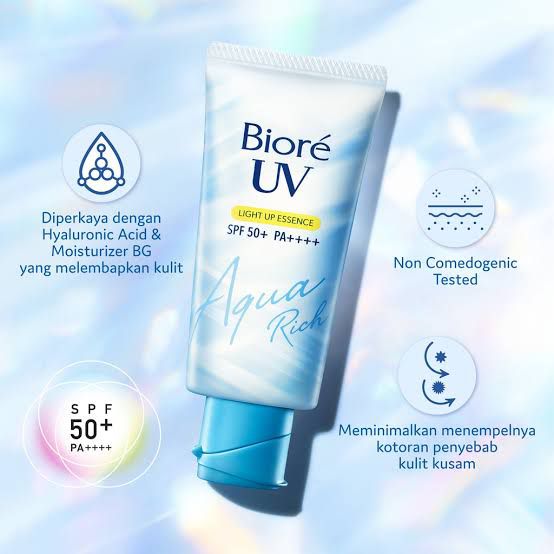 Bioré
UV
LIGHT UP ESSENCE
SPF 50+ PA++++
Aqua
Rich
Diperkaya dengan
Hyaluronic Acid &
Moisturizer BG
yang melembapkan kulit
Non Comedogenic
Tested
SPF
50+
PA++++
Meminimalkan menempelnya
kotoran penyebab
kulit kusam